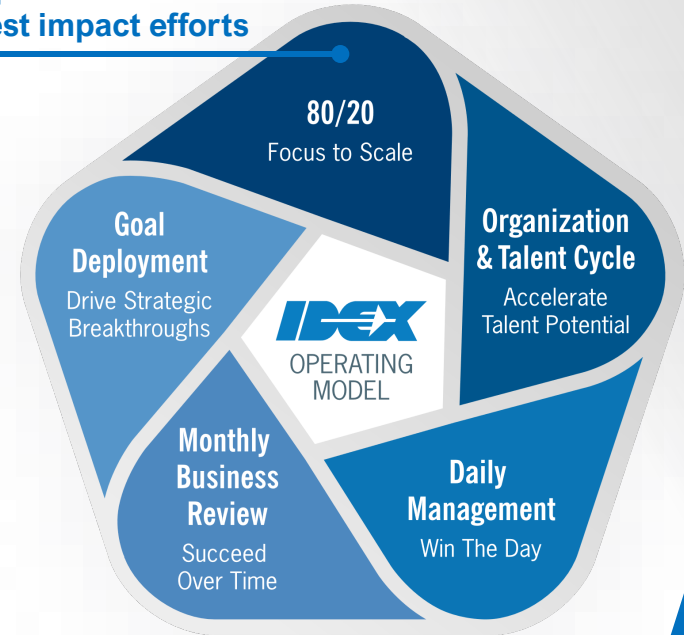 est impact efforts
80/20
Focus to Scale
Organization
& Talent Cycle
Accelerate
Talent Potential
Daily
Management
Win The Day
Monthly
Business
Review
Succeed
Over Time
Goal
Deployment
Drive Strategic
Breakthroughs
IDEX
OPERATING
MODEL